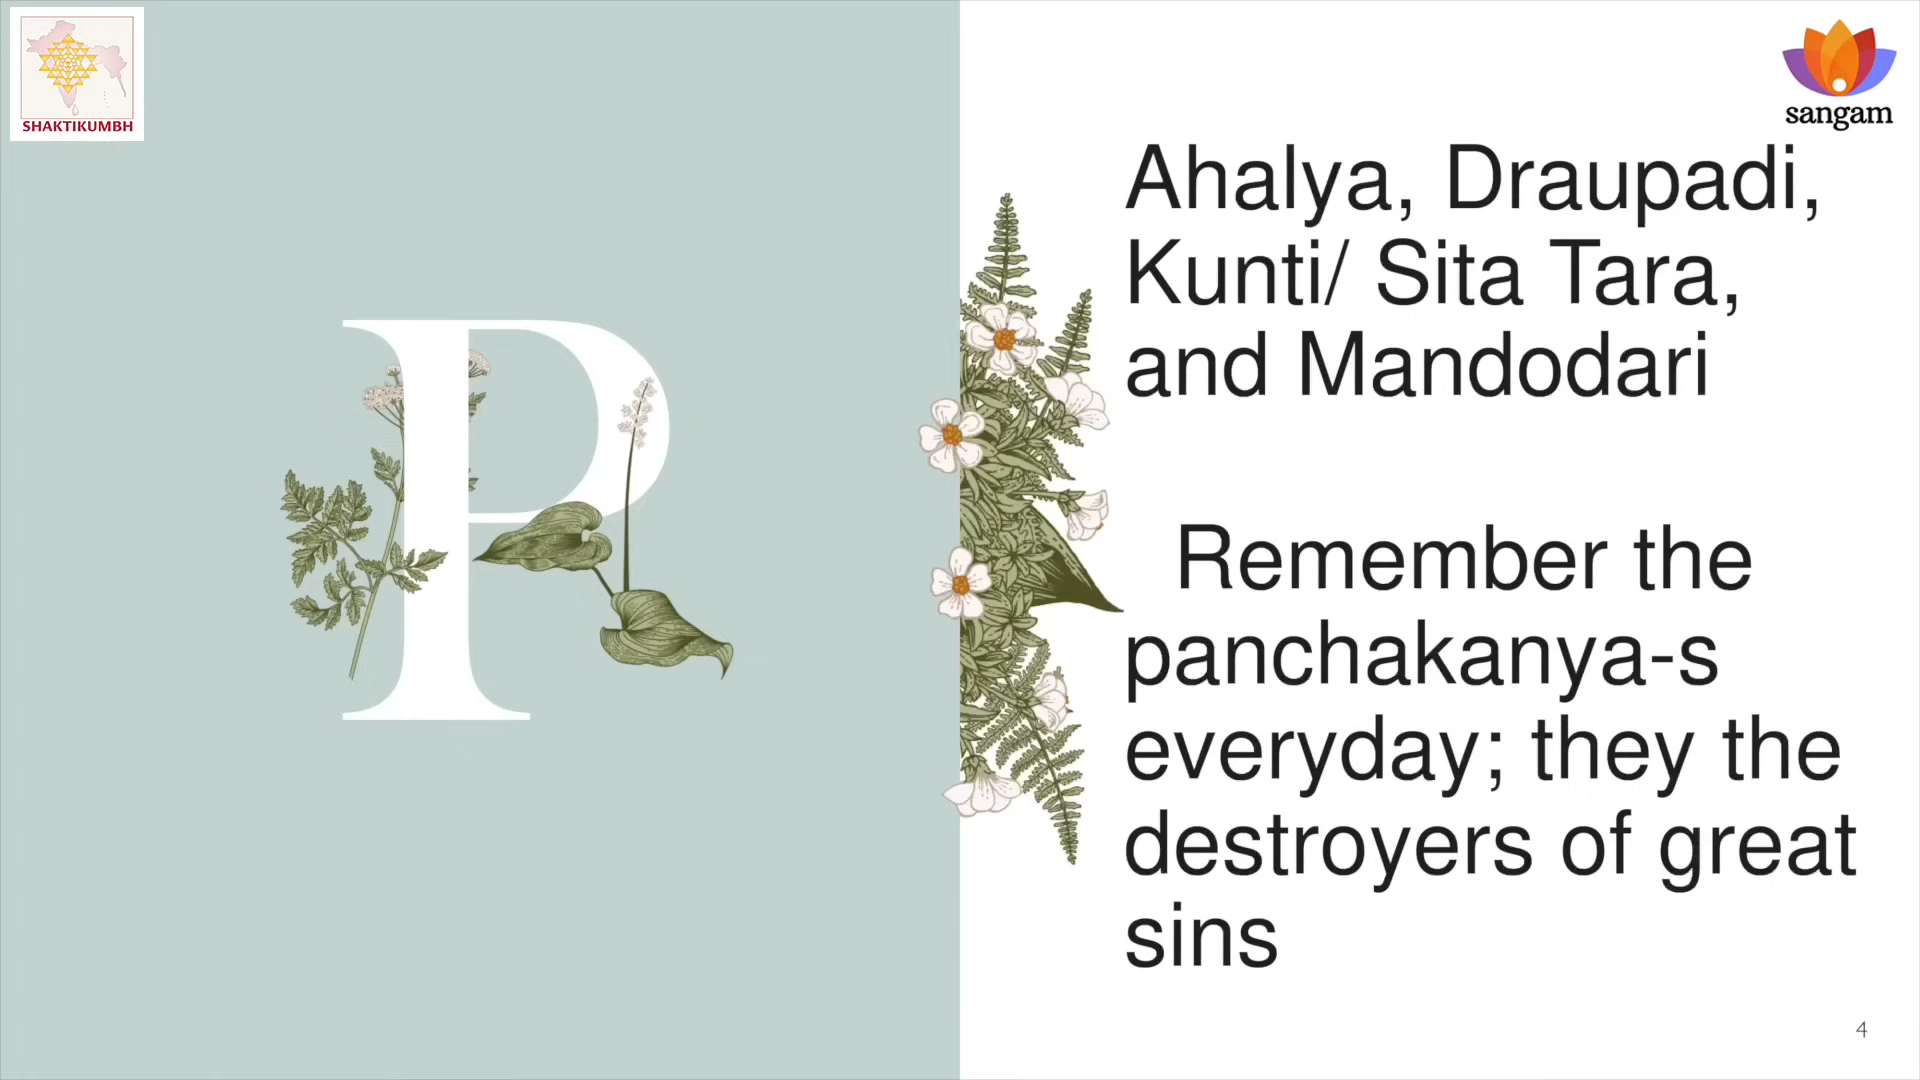 SHAKTIKUMBH
sangam
Ahalya, Draupadi,
Kunti/ Sita Tara,
and Mandodari
P
Remember the
panchakanya-s
everyday; they the
destroyers of great
sins
4